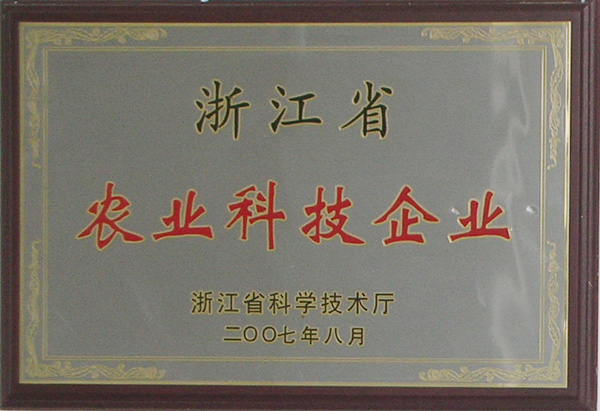 浙江省
农业科技企业
浙江省科学技术厅
二〇〇七年八月